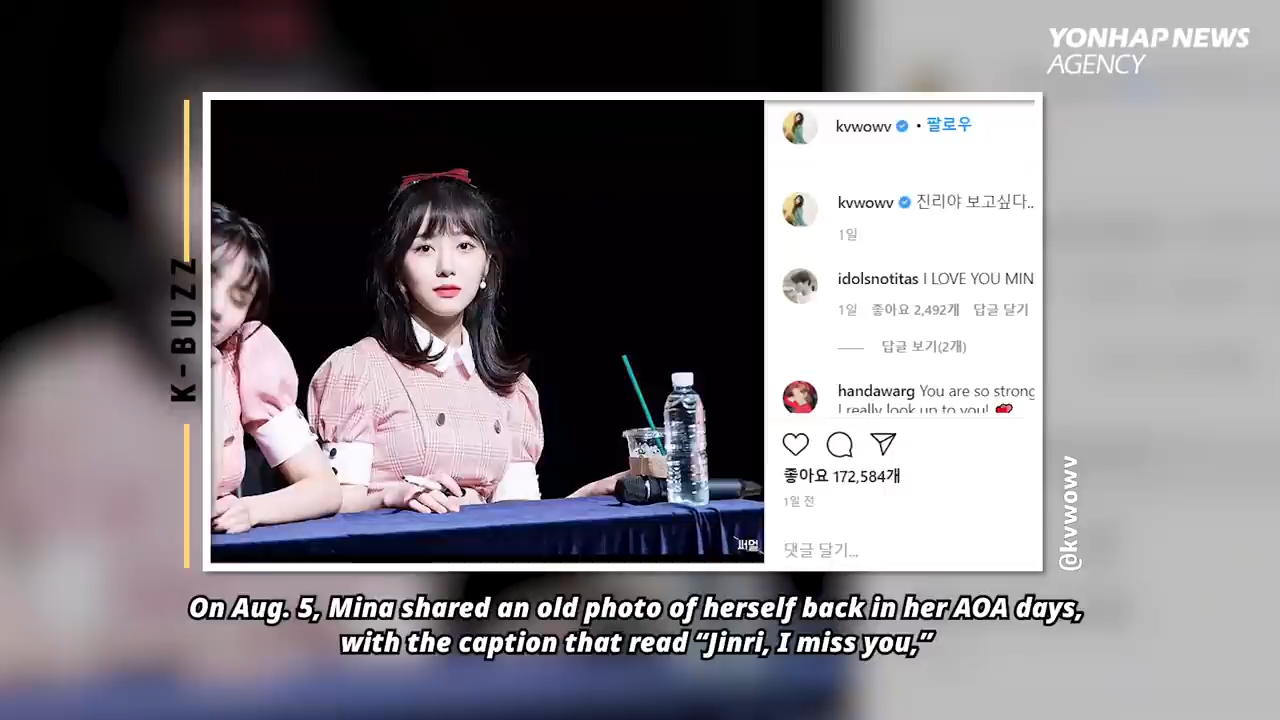 YONHAP NEWS
AGENCY
K-BUZZ
kvwowv • 팔로우
kvwowv 진리야 보고싶다..
1일
idolsnotitas I LOVE YOU MIN
1일 좋아요 2,492개 답글 달기
답글 보기(2개)
handawarg You are so strong
I really look up to you!
좋아요 172,584개
1일 전
댓글 달기...
써멀
@kvwowv
On Aug. 5, Mina shared an old photo of herself back in her AOA days,
with the caption that read “Jinri, I miss you,”